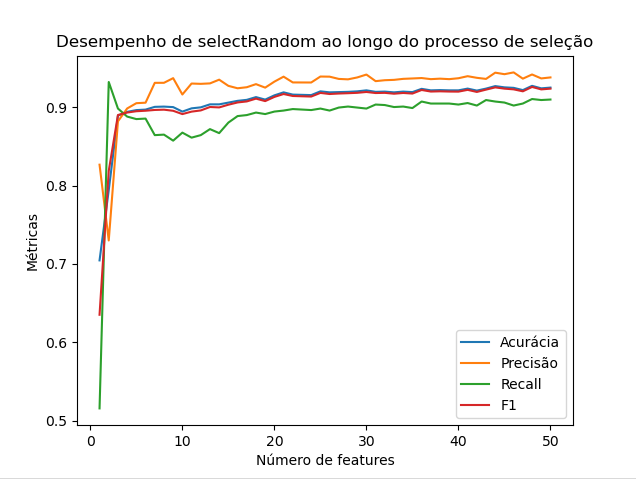 Desempenho de selectRandom ao longo do processo de seleção
Métricas
0.9
0.8
0.7
0.6
0.5
0 10 20 30 40 50
Número de features
Acurácia
Precisão
Recall
F1